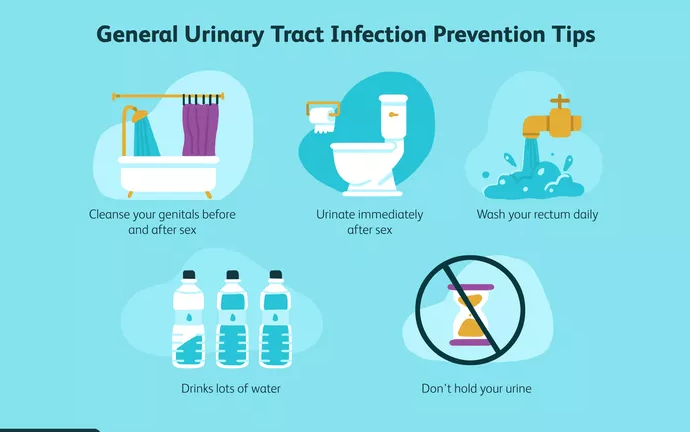 General Urinary Tract Infection Prevention Tips
Cleanse your genitals before
and after sex
Urinate immediately
after sex
Wash your rectum daily
Drinks lots of water
Don't hold your urine